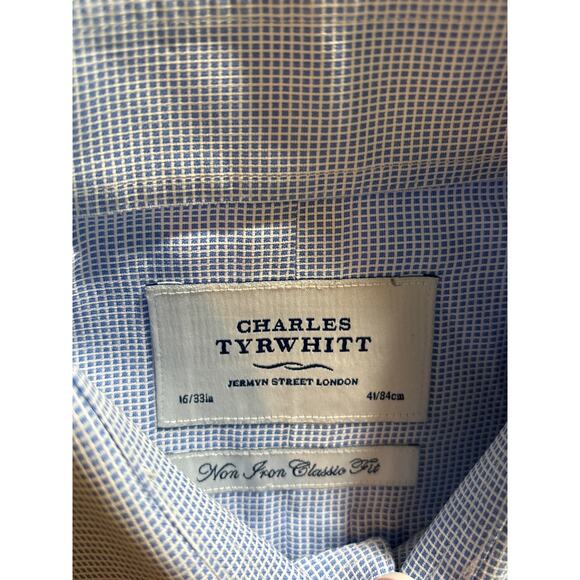 CHARLES
TYRWHITT
JERMYN STREET LONDON
16/33in 41/84cm
Non Iron Classic Fit